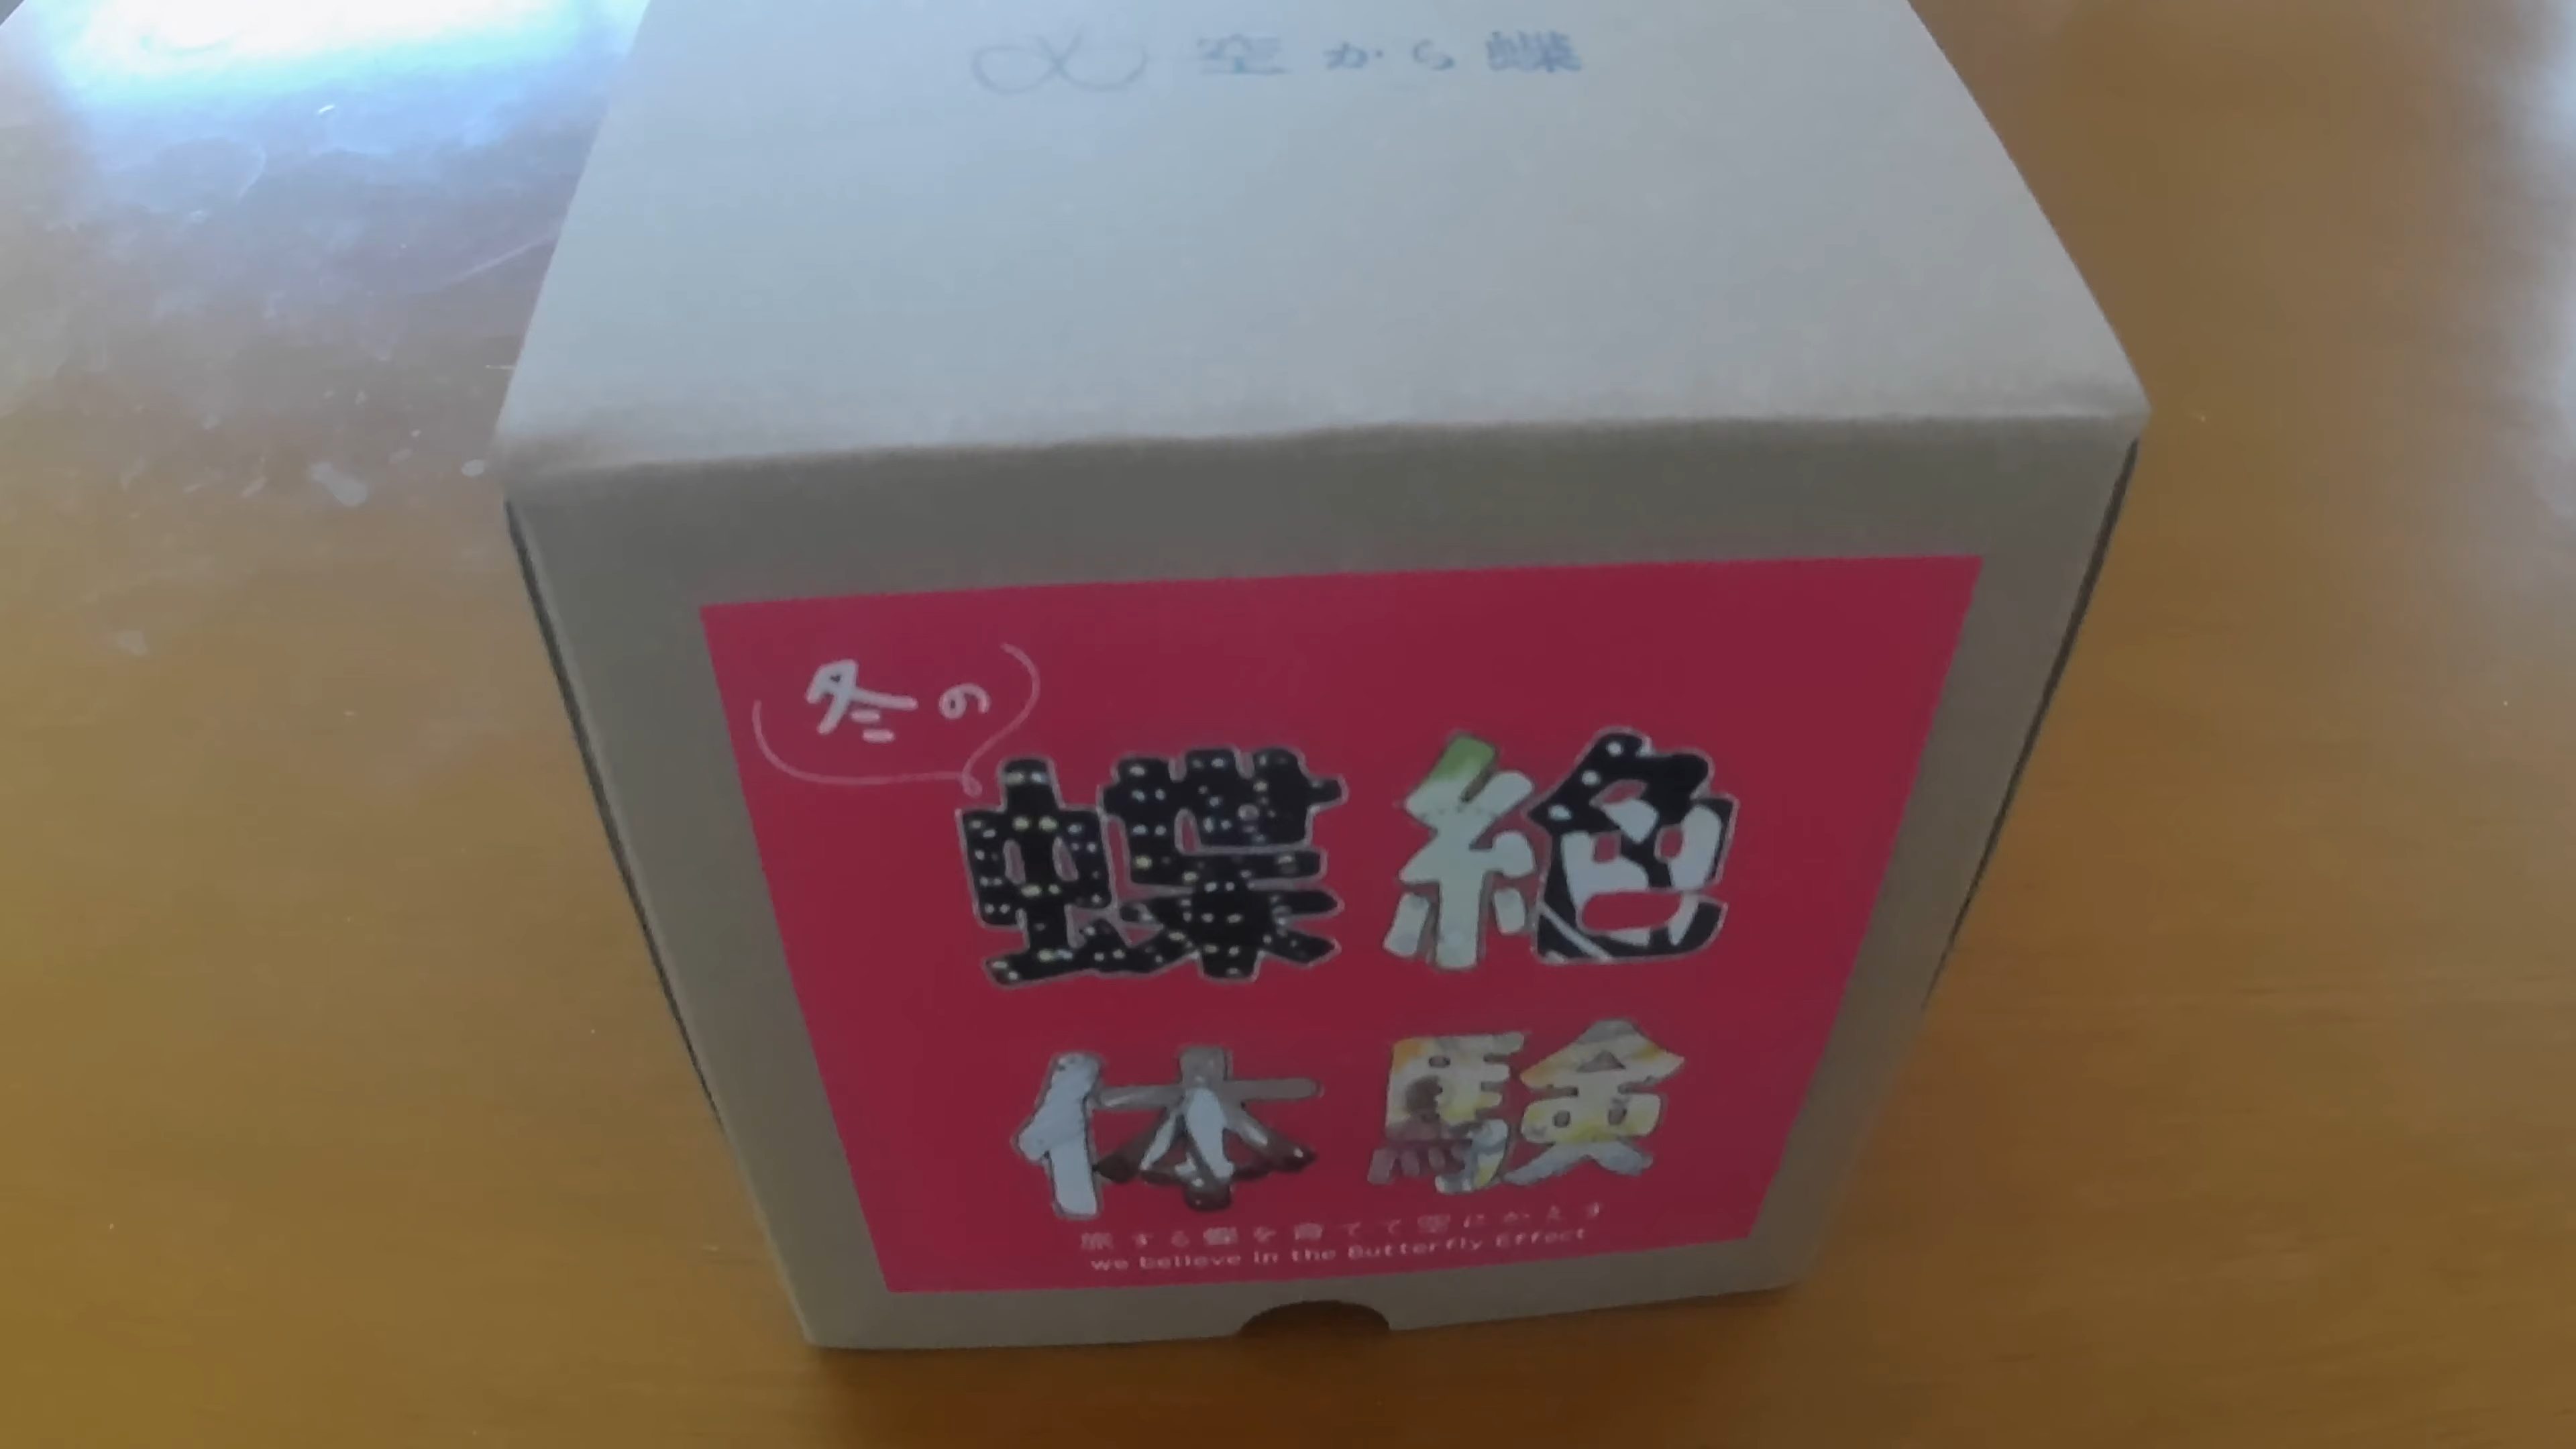 空から蝶
冬の
蝶絶
体験
旅する蝶を育てて空にかえす
we believe in the Butterfly Effect